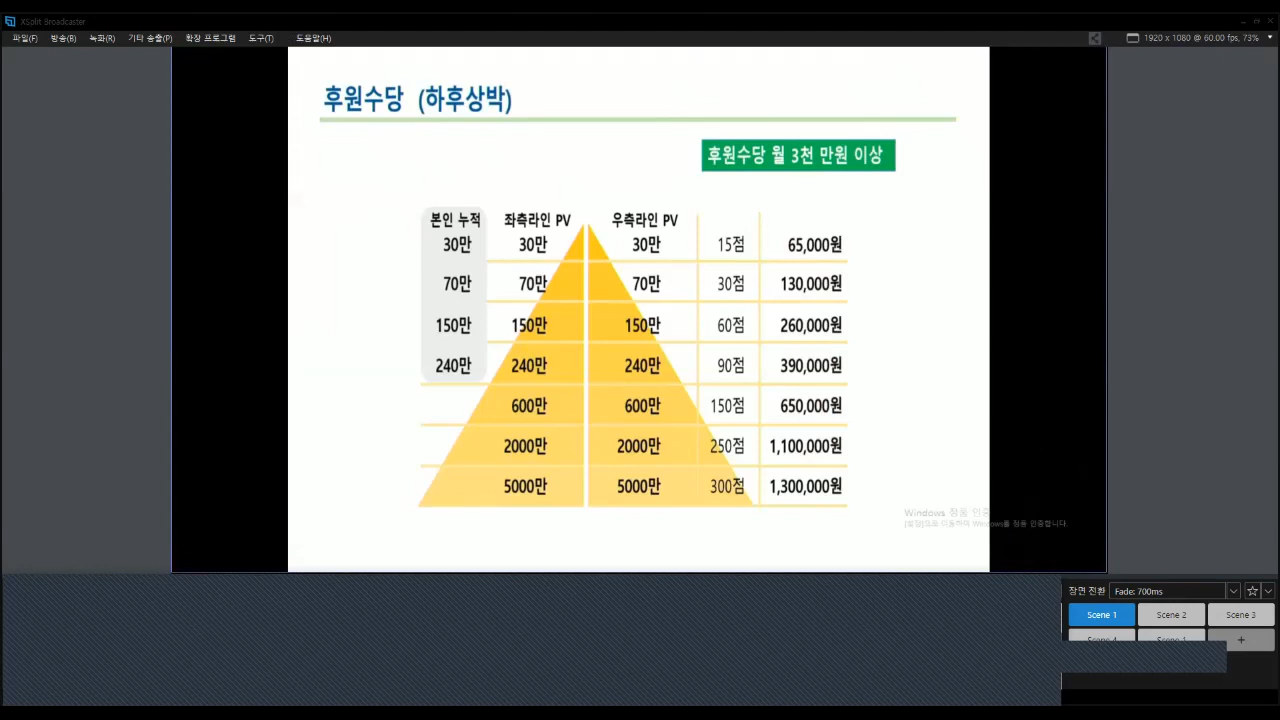 XSplit Broadcaster
파일(F) 방송(B) 녹화(R) 기타 송출(P) 확장 프로그램 도구(T) 도움말(H) 1920 x 1080 @ 60.00 fps, 73%
후원수당 (하후상박)
후원수당 월 3천 만원 이상
본인 누적 좌측라인 PV 우측라인 PV
30만 30만 30만 15점 65,000원
70만 70만 70만 30점 130,000원
150만 150만 150만 60점 260,000원
240만 240만 240만 90점 390,000원
600만 600만 150점 650,000원
2000만 2000만 250점 1,100,000원
5000만 5000만 300점 1,300,000원
Windows 정품 인증
[설정]으로 이동하여 Windows를 정품 인증합니다.
장면 전환 Fade: 700ms
Scene 1 Scene 2 Scene 3
Scene 4